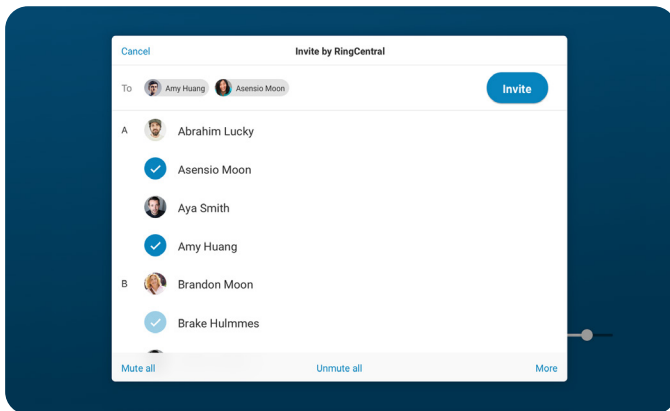 Cancel Invite by RingCentral
To Amy Huang Asensio Moon Invite
A Abrahim Lucky
Asensio Moon
Aya Smith
Amy Huang
B Brandon Moon
Brake Hulmmes
Mute all Unmute all More